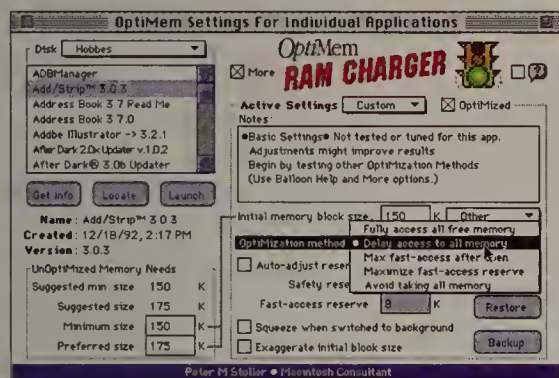 OptiMem Settings For Individual Applications
Disk Hobbes
ADBManager
Add/Strip™ 3.0.3
Address Book 3.7 Read Me
Address Book 3.7.0
Adobe Illustrator -> 3.2.1
After Dark 2.0x Updater v.1.0.2
After Dark® 3.0b Updater
Get Info Locate Launch
Name: Add/Strip™ 3.0.3
Created: 12/18/92, 2:17 PM
Version: 3.0.3
UnOptiMized Memory Needs
Suggested min size 150 K
Suggested size 175 K
Minimum size 150 K
Preferred size 175 K
More
OptiMem
RAM CHARGER
?
Active Settings Custom OptiMized
Notes:
•Basic Settings• Not tested or tuned for this app.
Adjustments might improve results
Begin by testing other OptiMization Methods
(Use Balloon Help and More options.)
Initial memory block size 150 K Other
OptiMization method
Fully access all free memory
• Delay access to all memory
Max fast-access after open
Maximize fast-access reserve
Avoid taking all memory
Auto-adjust reser
Safety rese
Fast-access reserve 8 K
Squeeze when switched to background
Exaggerate initial block size
Restore
Backup
Peter M Stoller • Macintosh Consultant